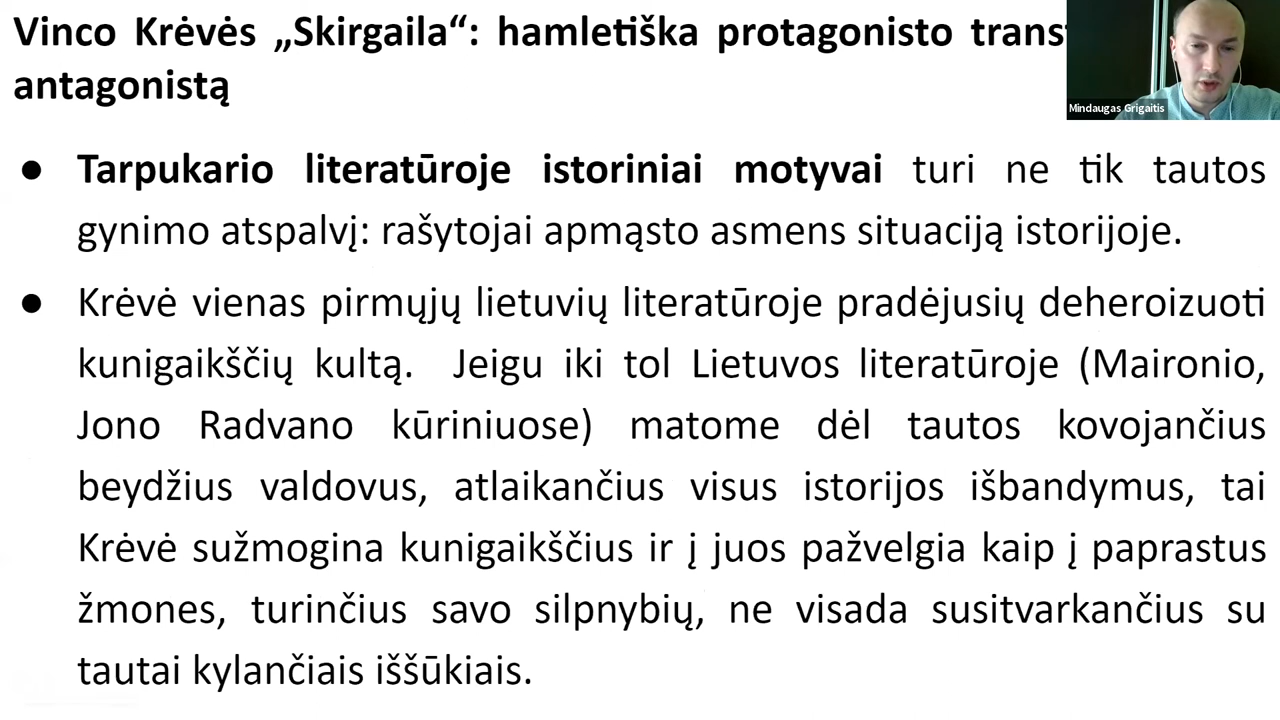 Vinco Krėvės „Skirgaila“: hamletiška protagonisto
antagonistą
Mindaugas Grigaitis
● Tarpukario literatūroje istoriniai motyvai turi ne tik tautos
gynimo atspalvį: rašytojai apmąsto asmens situaciją istorijoje.
● Krėvė vienas pirmųjų lietuvių literatūroje pradėjusių deheroizuoti
kunigaikščių kultą. Jeigu iki tol Lietuvos literatūroje (Maironio,
Jono Radvano kūriniuose) matome dėl tautos kovojančius
beydžius valdovus, atlaikančius visus istorijos išbandymus, tai
Krėvė sužmogina kunigaikščius ir į juos pažvelgia kaip į paprastus
žmones, turinčius savo silpnybių, ne visada susitvarkančius su
tautai kylančiais iššūkiais.